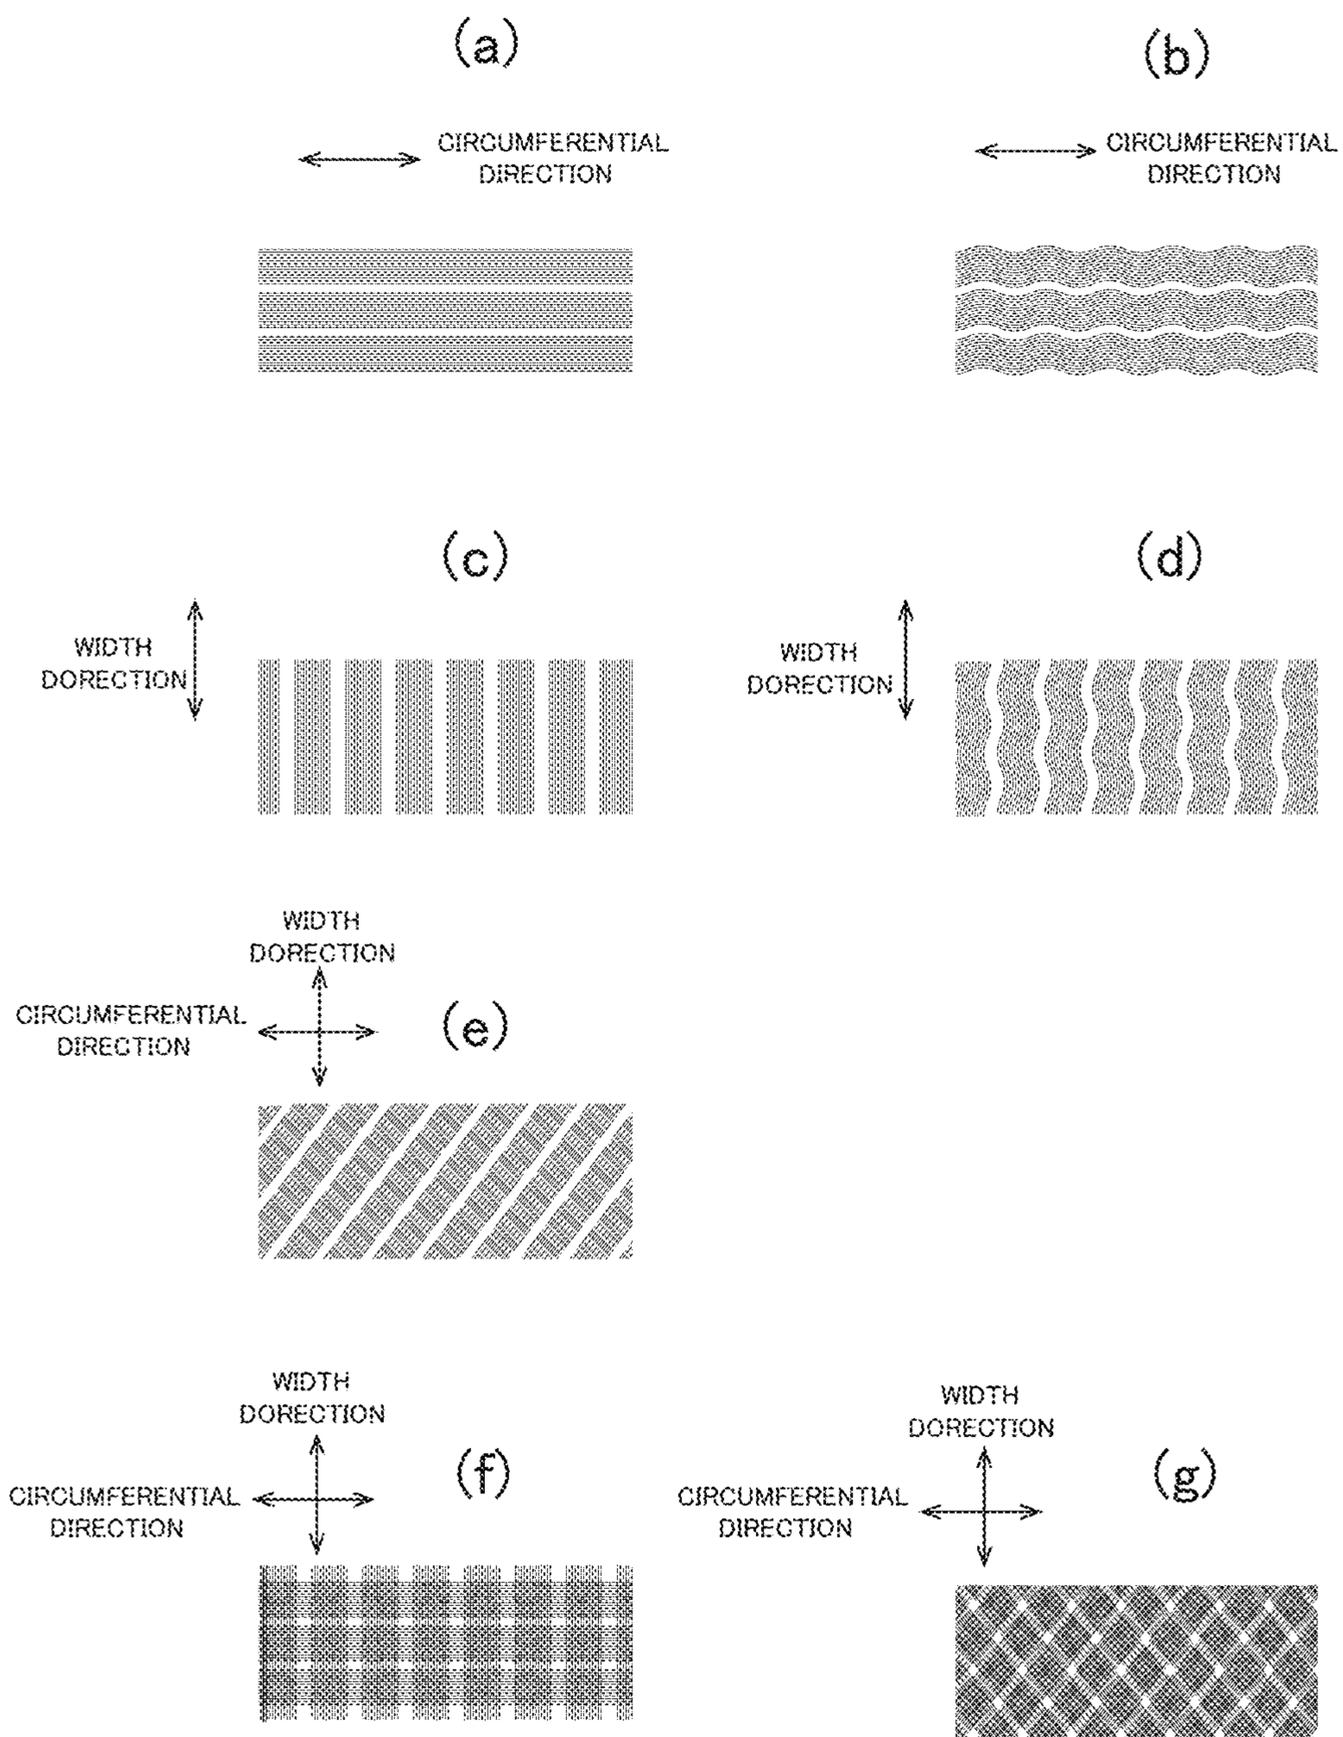 (a)
CIRCUMFERENTIAL
DIRECTION
(b)
CIRCUMFERENTIAL
DIRECTION
(c)
WIDTH
DORECTION
(d)
WIDTH
DORECTION
WIDTH
DORECTION
CIRCUMFERENTIAL
DIRECTION
(e)
WIDTH
DORECTION
CIRCUMFERENTIAL
DIRECTION
(f)
WIDTH
DORECTION
CIRCUMFERENTIAL
DIRECTION
(g)